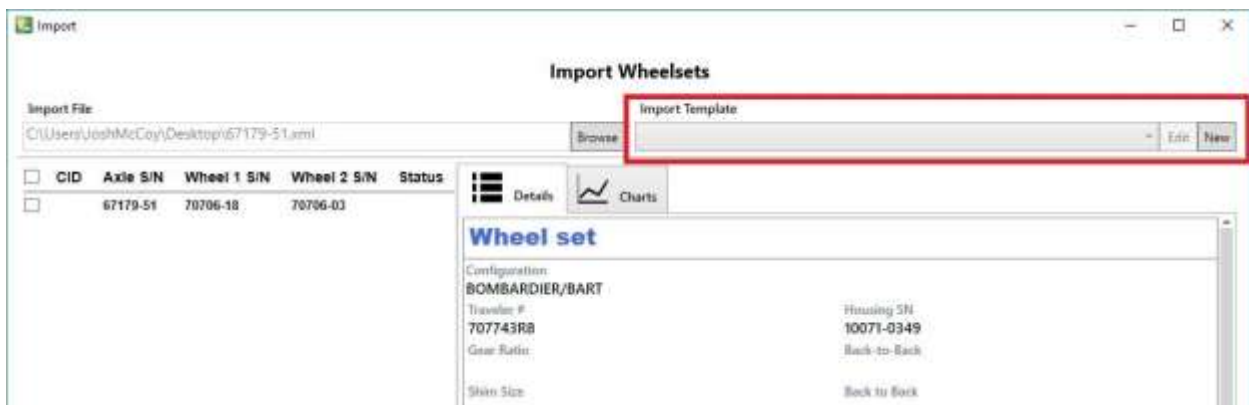 Import
Import Wheelsets
Import File
Import Template
C:\Users\JoshMcCoy\Desktop\67179-51.xml
Browse
Edit
New
CID Axle S/N Wheel 1 S/N Wheel 2 S/N Status
67179-51 70706-18 70706-03
Details
Charts
Wheel set
Configuration
BOMBARDIER/BART
Traveler # Housing SN
707743RB 10071-0349
Gear Ratio Back-to-Back
Shim Size Back to Back